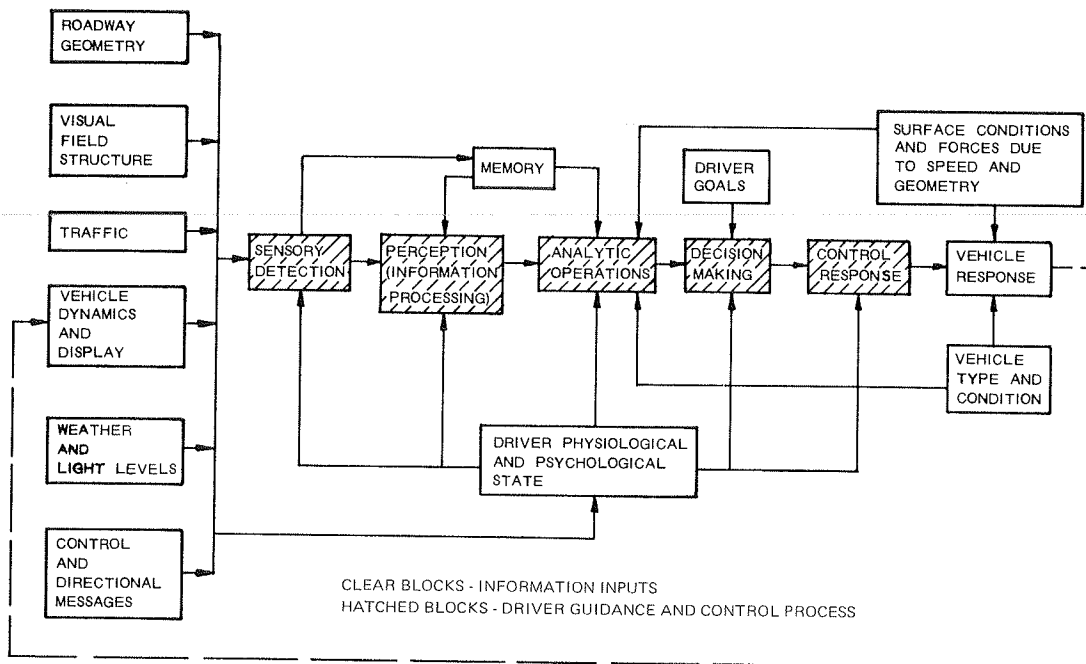 ROADWAY
GEOMETRY
VISUAL
FIELD
STRUCTURE
TRAFFIC
VEHICLE
DYNAMICS
AND
DISPLAY
WEATHER
AND
LIGHT LEVELS
CONTROL
AND
DIRECTIONAL
MESSAGES
SENSORY
DETECTION
MEMORY
PERCEPTION
(INFORMATION
PROCESSING)
ANALYTIC
OPERATIONS
DRIVER
GOALS
DECISION
MAKING
CONTROL
RESPONSE
SURFACE CONDITIONS
AND FORCES DUE
TO SPEED AND
GEOMETRY
VEHICLE
RESPONSE
VEHICLE
TYPE AND
CONDITION
DRIVER PHYSIOLOGICAL
AND PSYCHOLOGICAL
STATE
CLEAR BLOCKS - INFORMATION INPUTS
HATCHED BLOCKS - DRIVER GUIDANCE AND CONTROL PROCESS